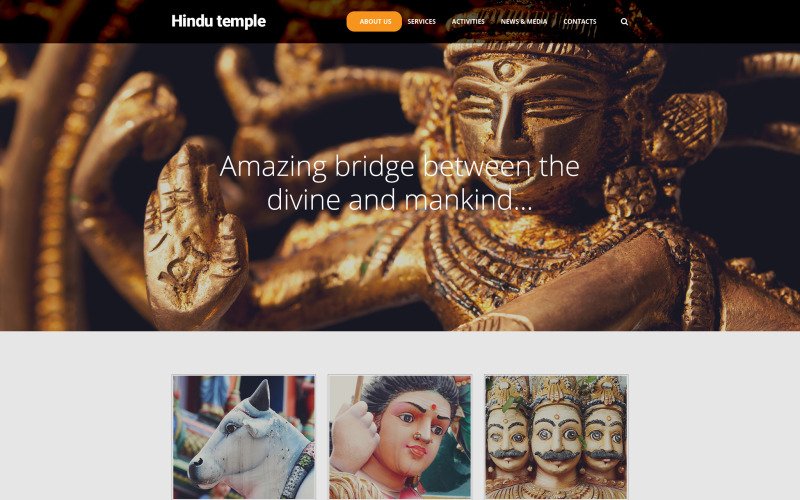 Hindu temple
ABOUT US SERVICES ACTIVITIES NEWS & MEDIA CONTACTS
Amazing bridge between the
divine and mankind...